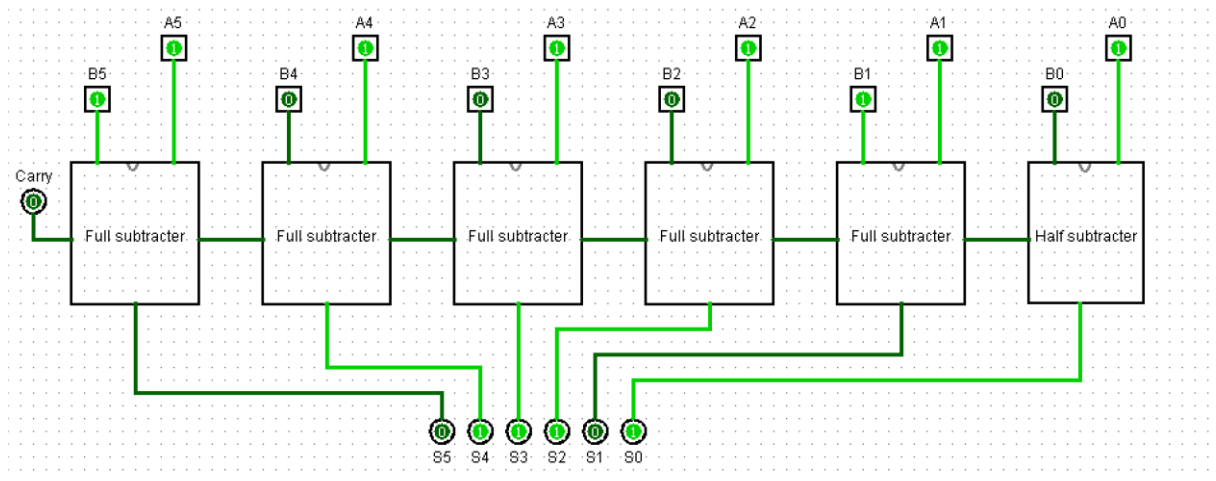 A5 A4 A3 A2 A1 A0
1 1 1 1 1 1
B5 B4 B3 B2 B1 B0
1 0 0 0 1 0
Carry
0
Full subtracter Full subtracter Full subtracter Full subtracter Full subtracter Half subtracter
0 1 1 1 0 1
S5 S4 S3 S2 S1 S0